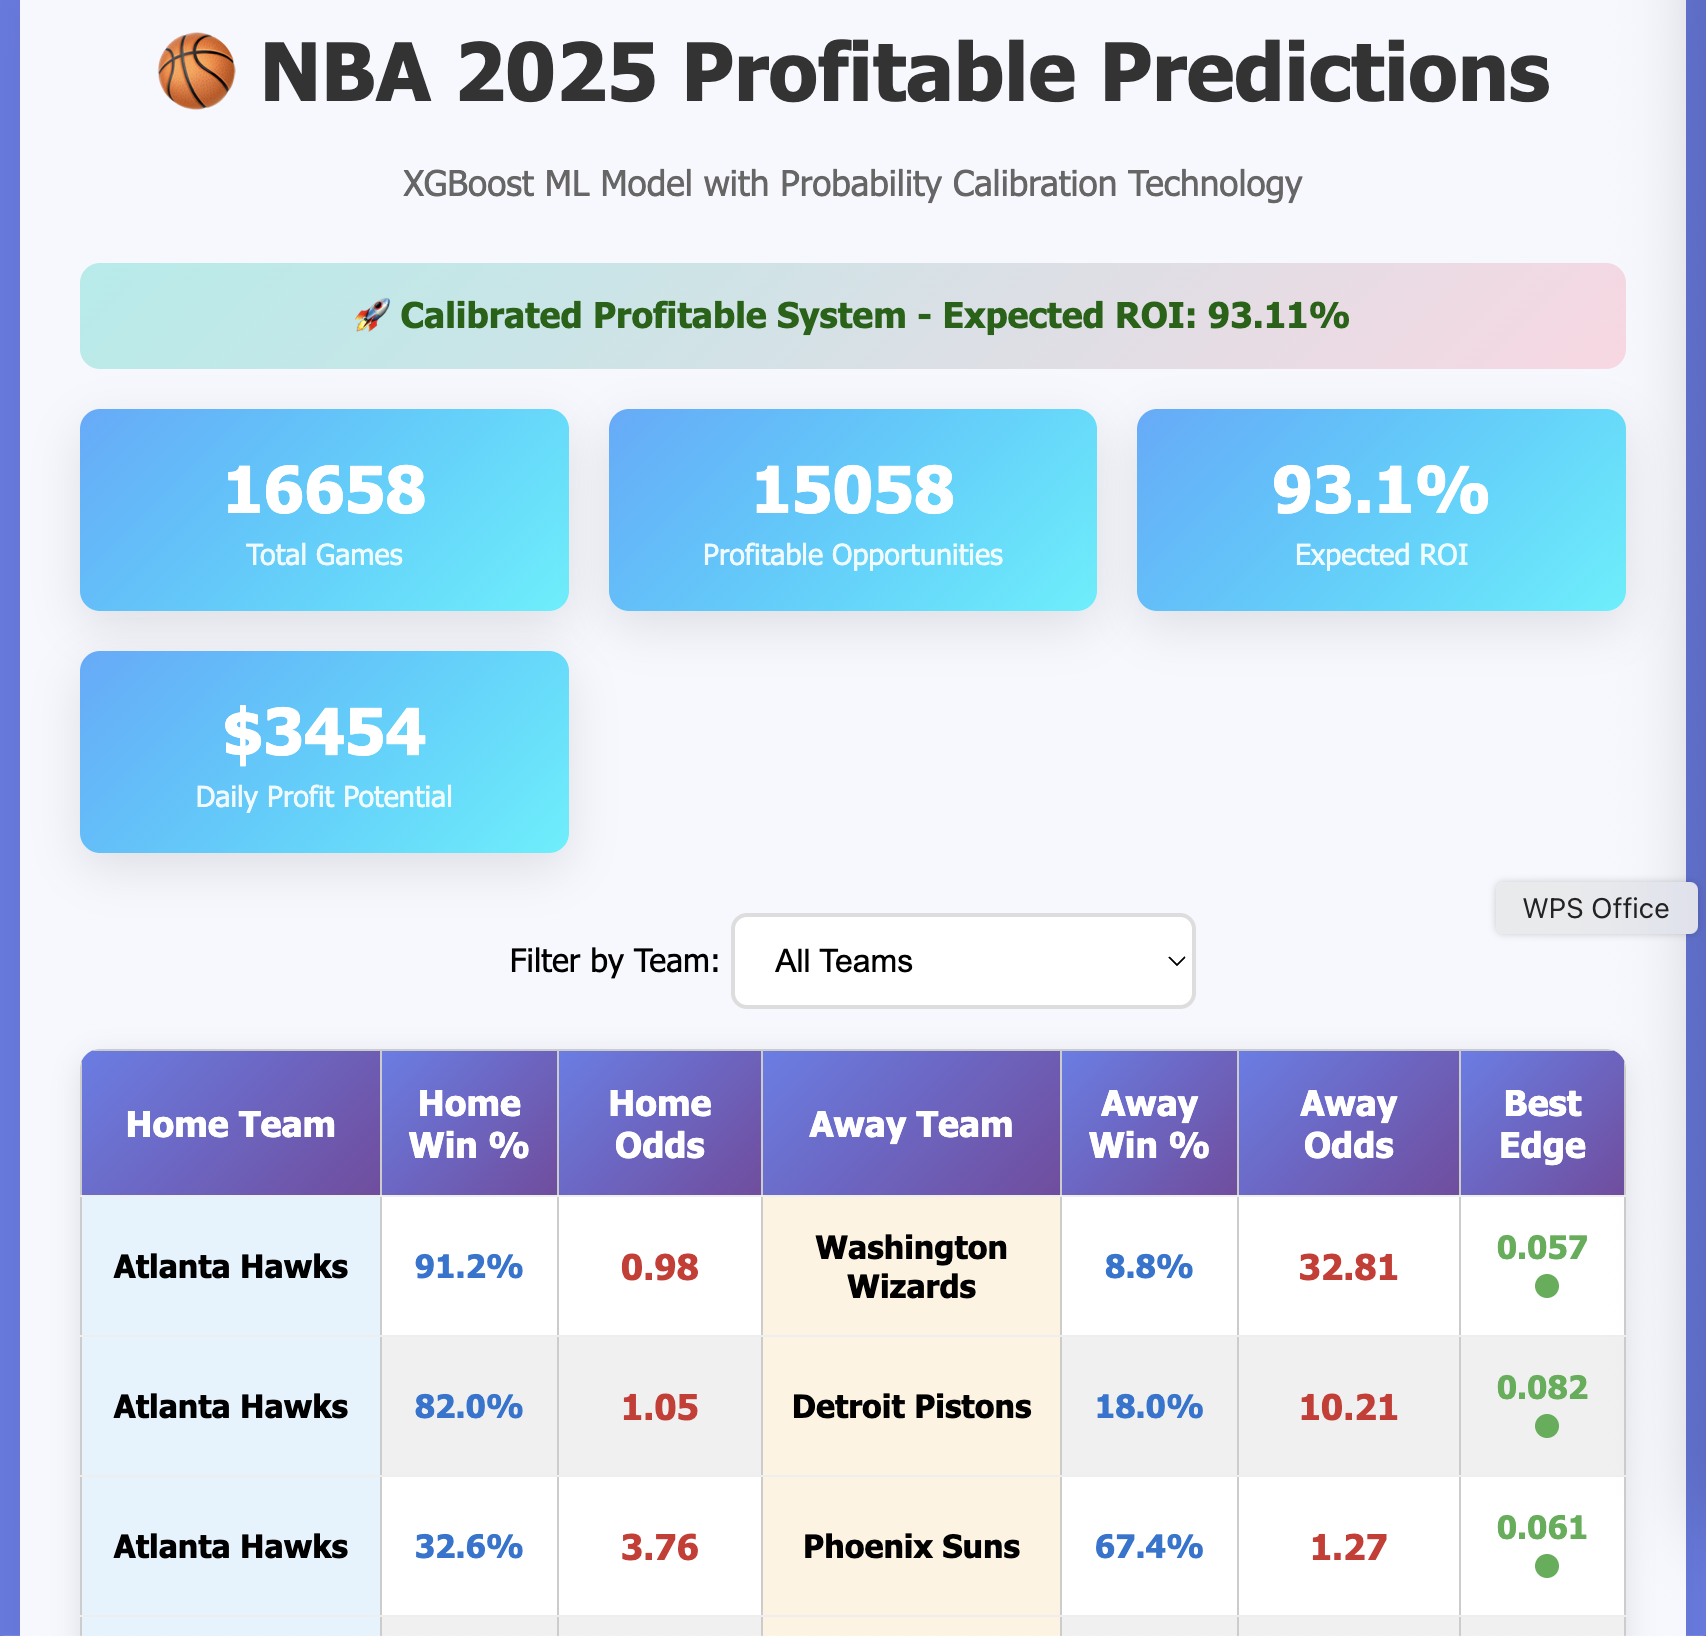 NBA 2025 Profitable Predictions
XGBoost ML Model with Probability Calibration Technology
🚀 Calibrated Profitable System - Expected ROI: 93.11%
16658
Total Games
15058
Profitable Opportunities
93.1%
Expected ROI
$3454
Daily Profit Potential
WPS Office
Filter by Team:
All Teams
Home Team
Home
Win %
Home
Odds
Away Team
Away
Win %
Away
Odds
Best
Edge
Atlanta Hawks
91.2%
0.98
Washington
Wizards
8.8%
32.81
0.057
Atlanta Hawks
82.0%
1.05
Detroit Pistons
18.0%
10.21
0.082
Atlanta Hawks
32.6%
3.76
Phoenix Suns
67.4%
1.27
0.061